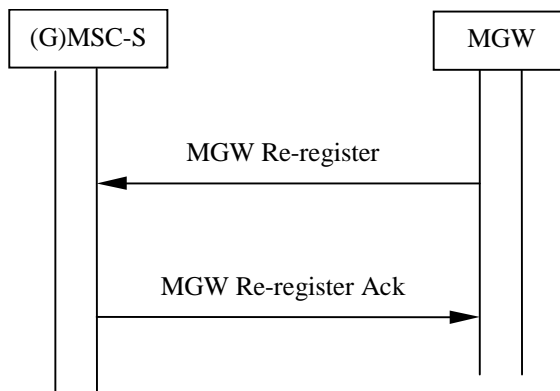 (G)MSC-S
MGW
MGW Re-register
MGW Re-register Ack